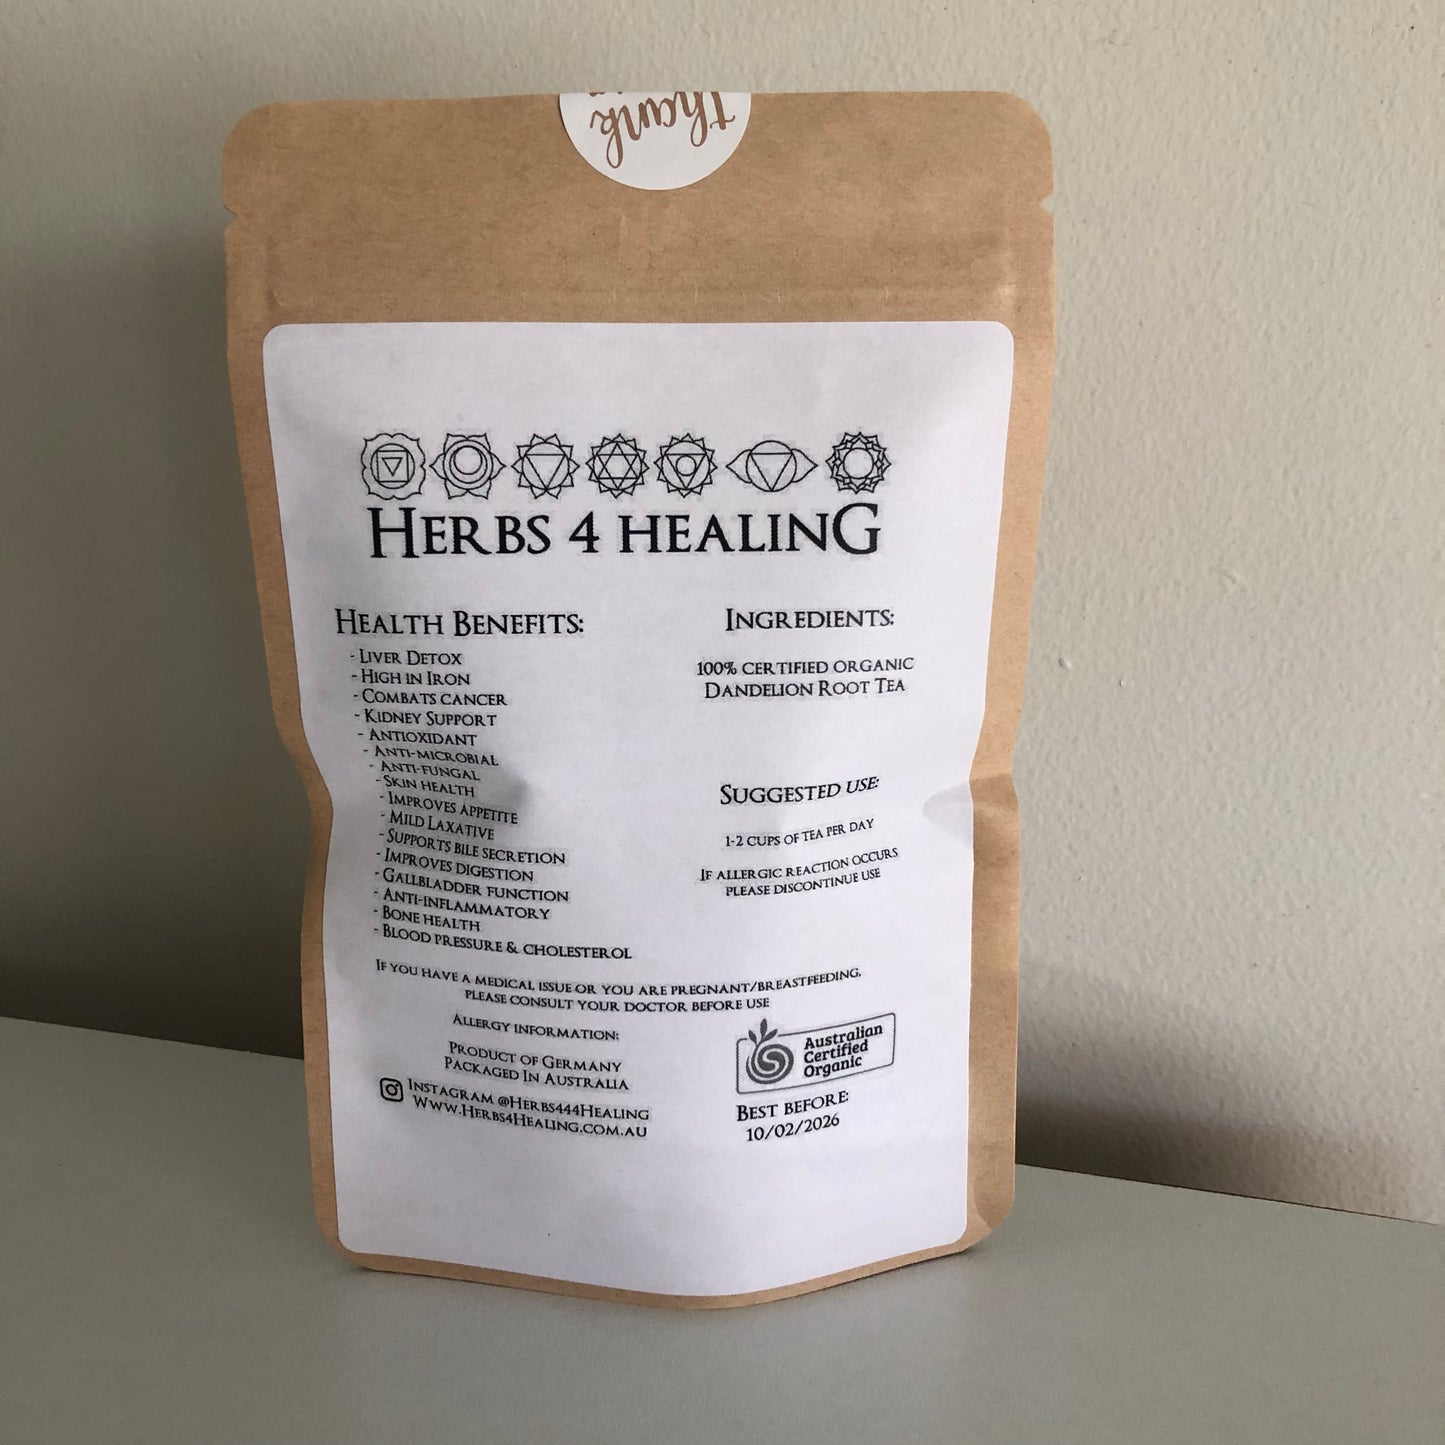 thank
Herbs 4 Healing
Health Benefits:
- Liver Detox
- High in Iron
- Combats cancer
- Kidney Support
- Antioxidant
- Anti-microbial
- Anti-fungal
- Skin health
- Improves appetite
- Mild Laxative
- Supports bile secretion
- Improves digestion
- Gallbladder function
- Anti-inflammatory
- Bone health
- Blood pressure & cholesterol
Ingredients:
100% certified organic
Dandelion Root Tea
Suggested use:
1-2 cups of tea per day
If allergic reaction occurs
please discontinue use
If you have a medical issue or you are pregnant/breastfeeding,
please consult your doctor before use
Allergy information:
Product of Germany
Packaged In Australia
Instagram @Herbs444Healing
Www.Herbs4Healing.com.au
Australian
Certified
Organic
Best before:
10/02/2026